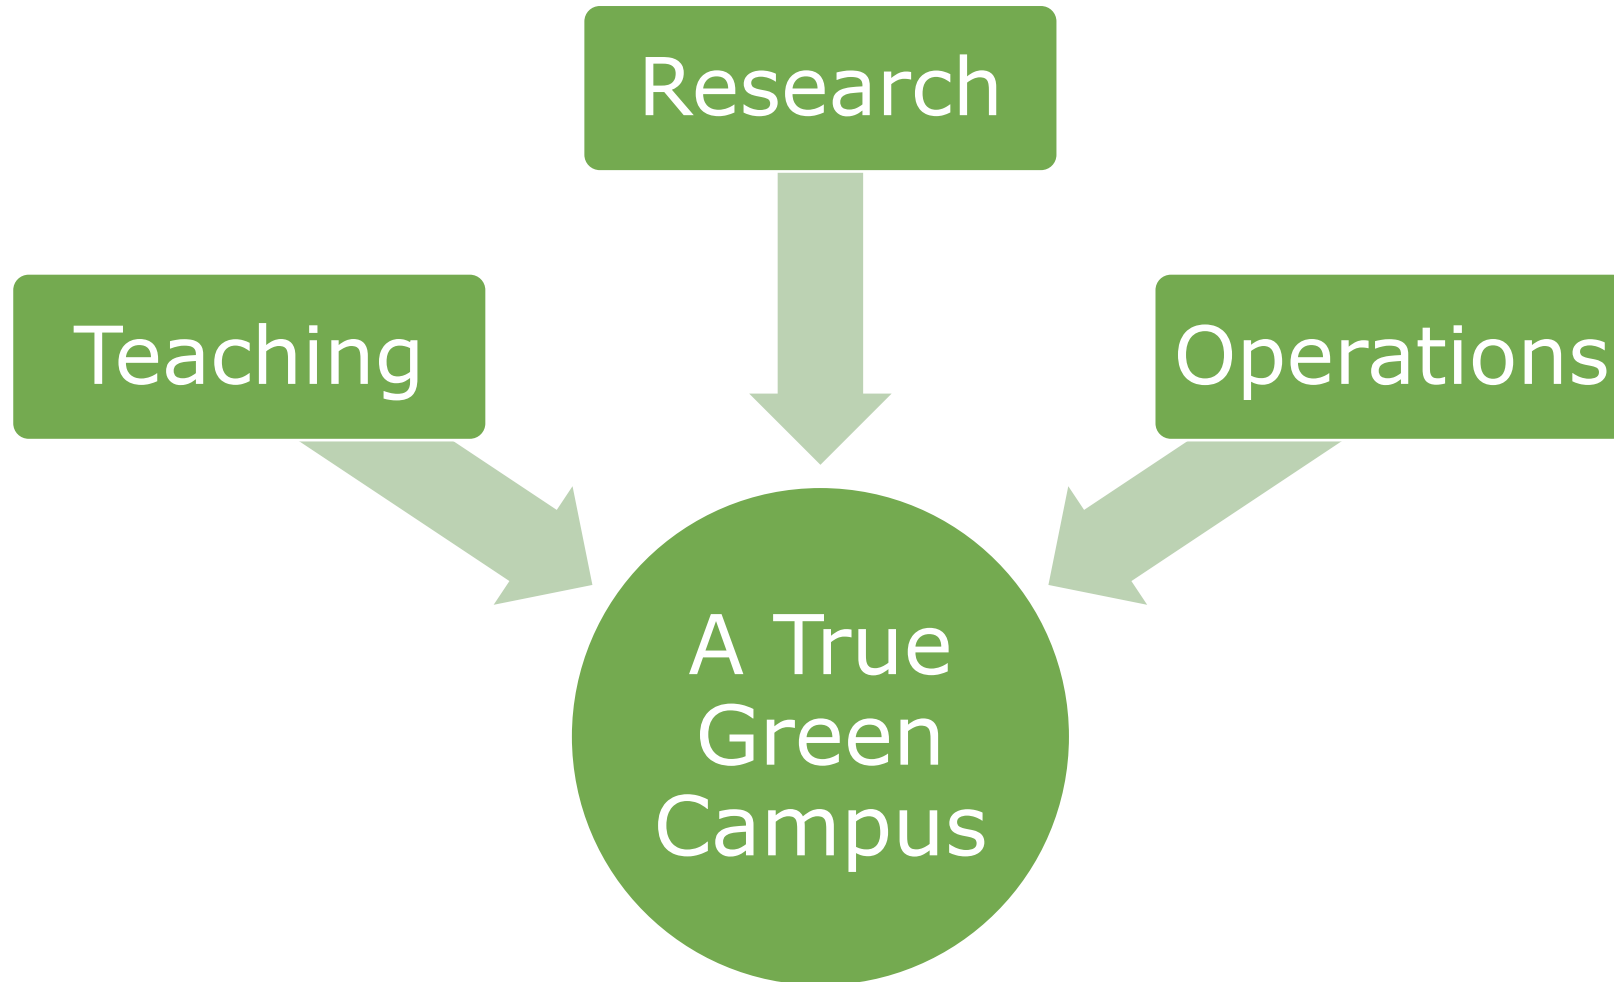 Research
Teaching
Operations
A True
Green
Campus